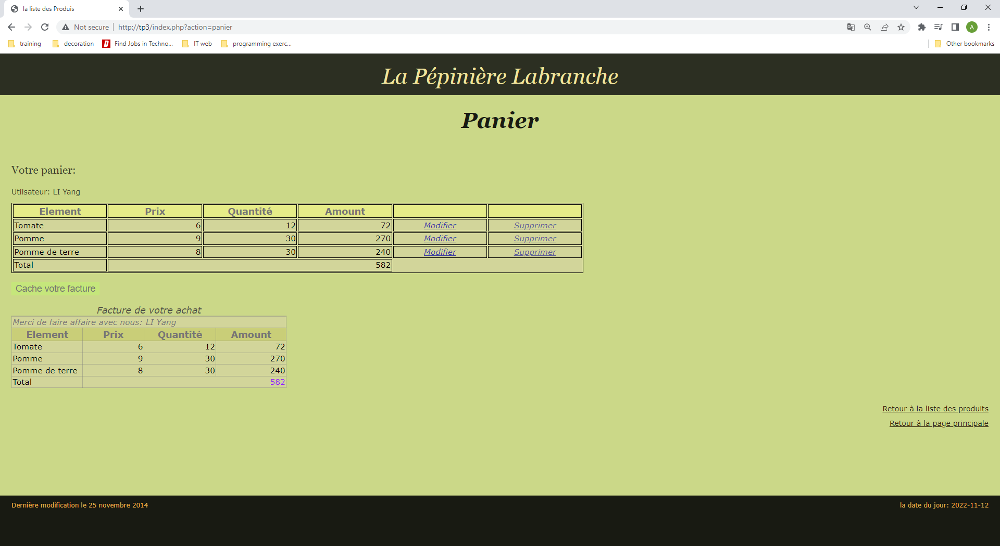 la liste des Produis
Not secure http://tp3/index.php?action=panier
A
training decoration D Find Jobs in Techno... IT web programming exerc... Other bookmarks
La Pépinière Labranche
Panier
Votre panier:
Utilsateur: LI Yang
Element Prix Quantité Amount
Tomate 6 12 72 Modifier Supprimer
Pomme 9 30 270 Modifier Supprimer
Pomme de terre 8 30 240 Modifier Supprimer
Total 582
Cache votre facture
Facture de votre achat
Merci de faire affaire avec nous: LI Yang
Element Prix Quantité Amount
Tomate 6 12 72
Pomme 9 30 270
Pomme de terre 8 30 240
Total 582
Retour à la liste des produits
Retour à la page principale
Dernière modification le 25 novembre 2014 la date du jour: 2022-11-12